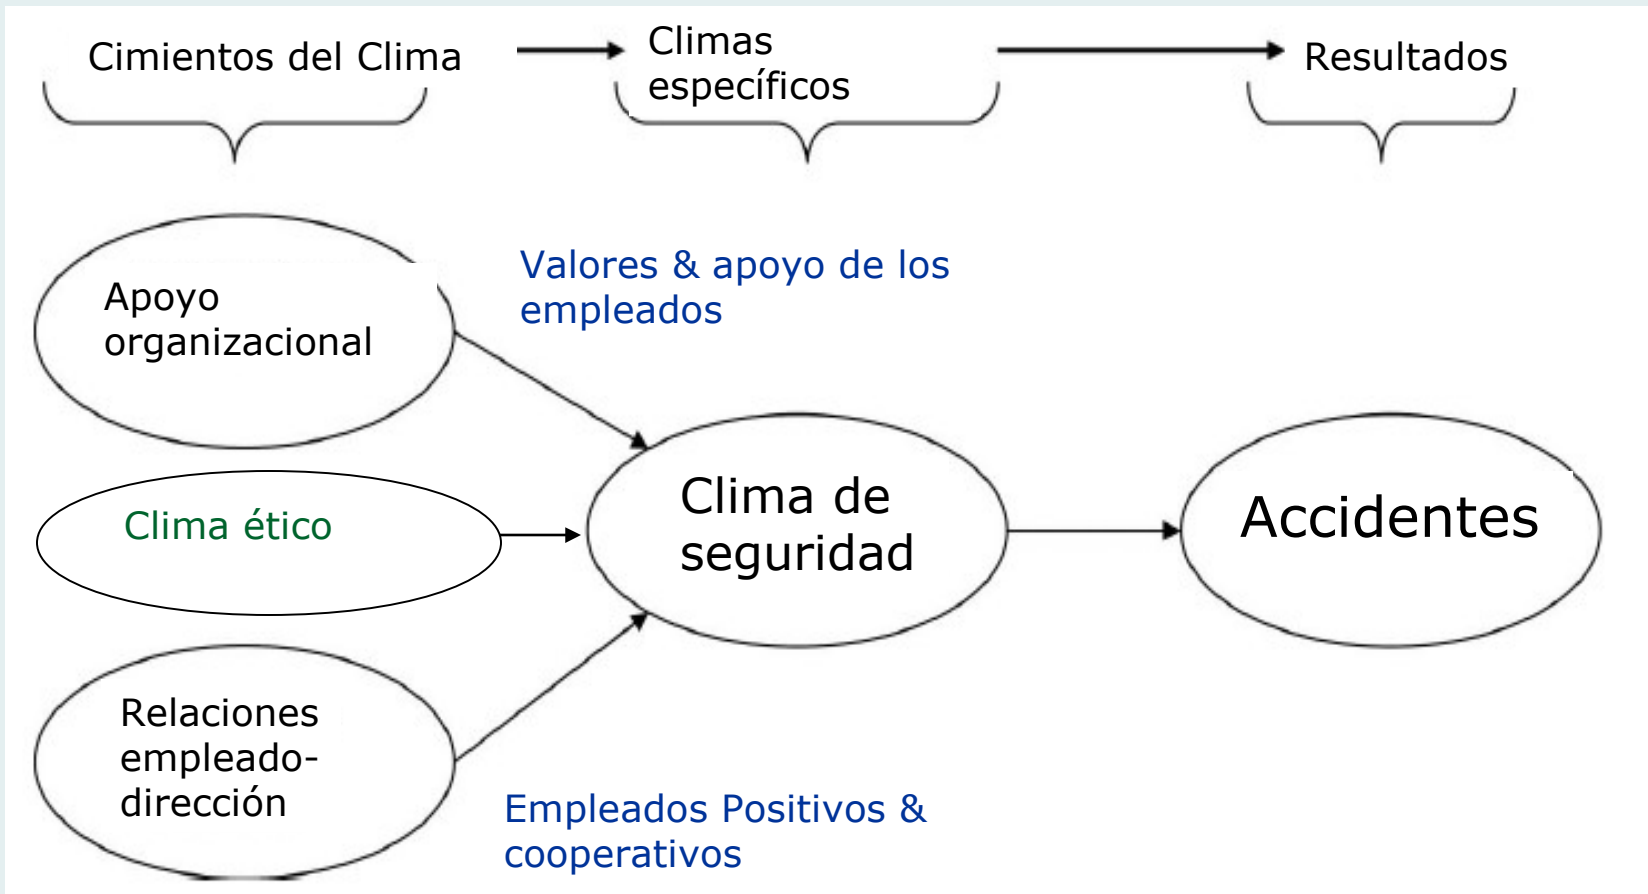 Cimientos del Clima
Climas
específicos
Resultados
Apoyo
organizacional
Valores & apoyo de los
empleados
Clima ético
Clima de
seguridad
Accidentes
Relaciones
empleado-
dirección
Empleados Positivos &
cooperativos